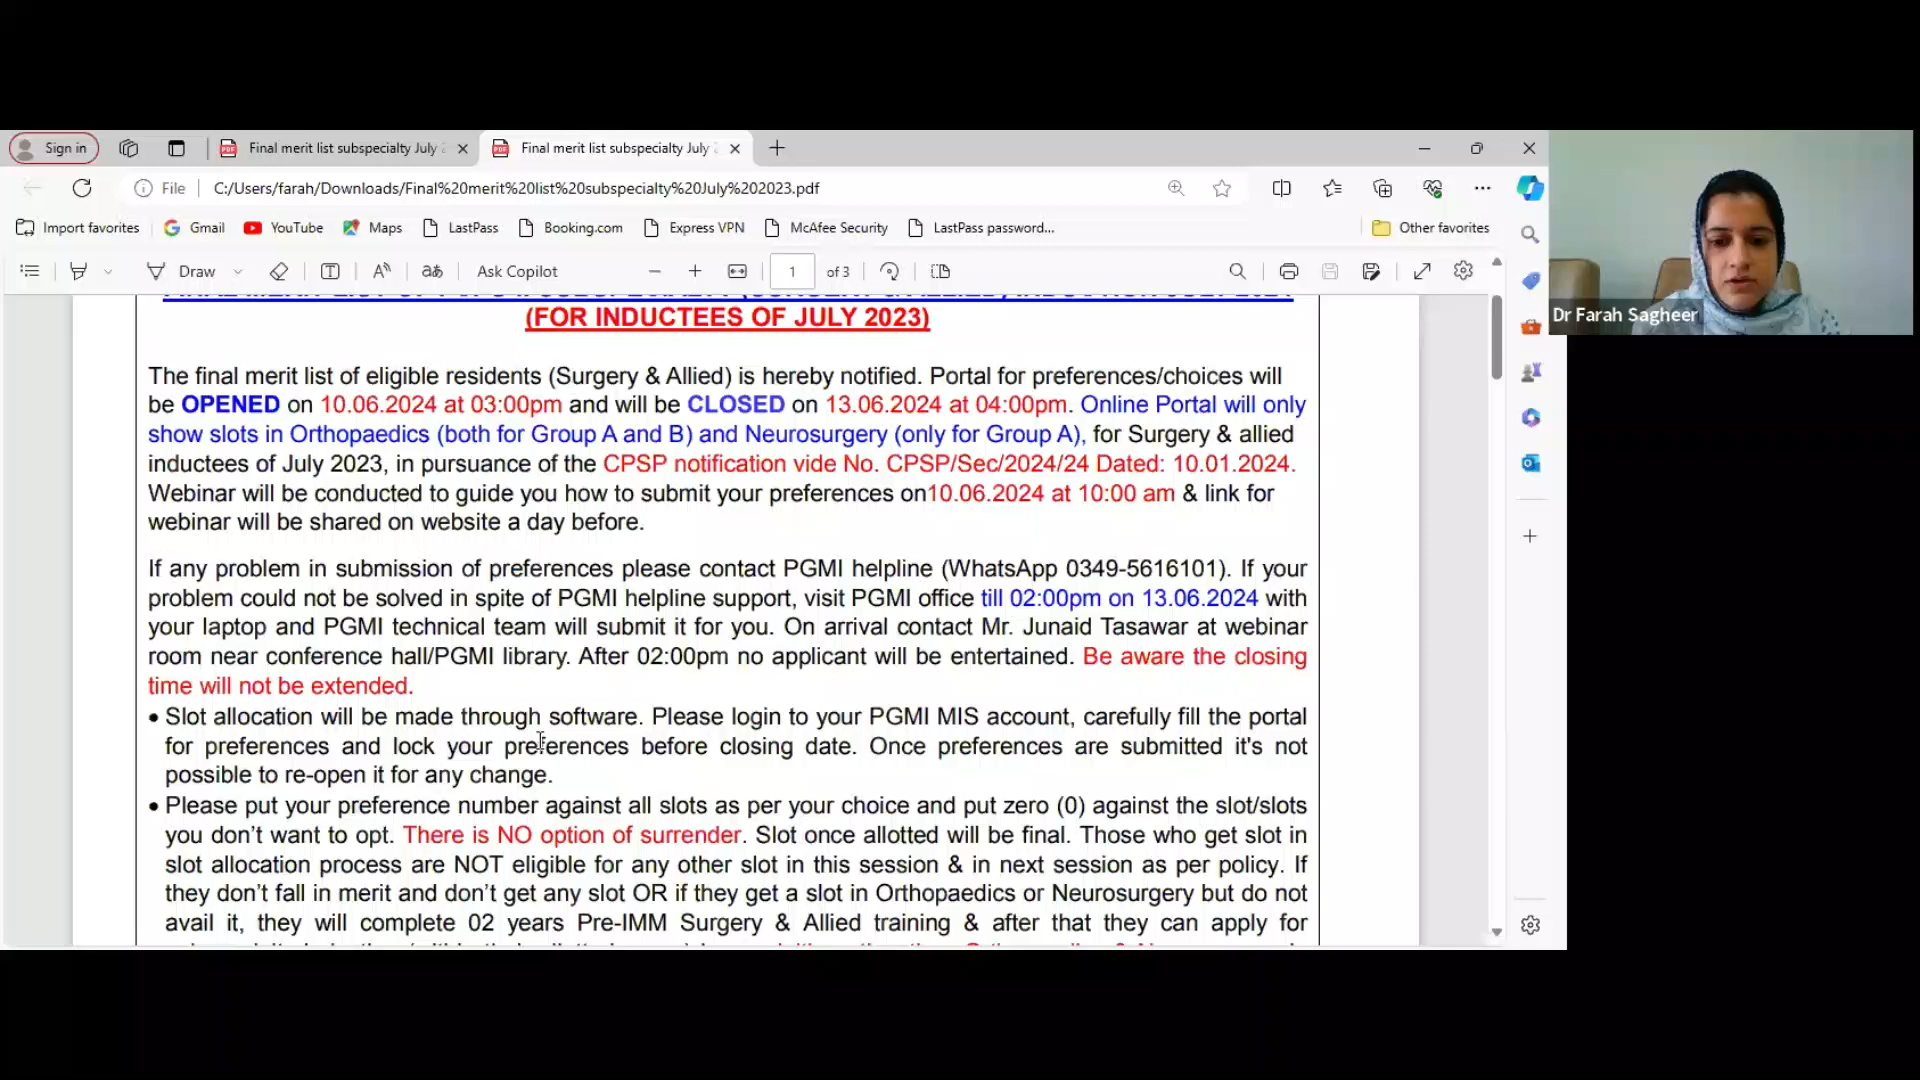 Sign in
Final merit list subspecialty July
Final merit list subspecialty July
File
C:/Users/farah/Downloads/Final%20merit%20list%20subspecialty%20July%202023.pdf
Import favorites Gmail YouTube Maps LastPass Booking.com Express VPN McAfee Security LastPass password... Other favorites
Draw aあ Ask Copilot 1 of 3
(FOR INDUCTEES OF JULY 2023)
The final merit list of eligible residents (Surgery & Allied) is hereby notified. Portal for preferences/choices will
be OPENED on 10.06.2024 at 03:00pm and will be CLOSED on 13.06.2024 at 04:00pm. Online Portal will only
show slots in Orthopaedics (both for Group A and B) and Neurosurgery (only for Group A), for Surgery & allied
inductees of July 2023, in pursuance of the CPSP notification vide No. CPSP/Sec/2024/24 Dated: 10.01.2024.
Webinar will be conducted to guide you how to submit your preferences on10.06.2024 at 10:00 am & link for
webinar will be shared on website a day before.
If any problem in submission of preferences please contact PGMI helpline (WhatsApp 0349-5616101). If your
problem could not be solved in spite of PGMI helpline support, visit PGMI office till 02:00pm on 13.06.2024 with
your laptop and PGMI technical team will submit it for you. On arrival contact Mr. Junaid Tasawar at webinar
room near conference hall/PGMI library. After 02:00pm no applicant will be entertained. Be aware the closing
time will not be extended.
• Slot allocation will be made through software. Please login to your PGMI MIS account, carefully fill the portal
for preferences and lock your preferences before closing date. Once preferences are submitted it's not
possible to re-open it for any change.
• Please put your preference number against all slots as per your choice and put zero (0) against the slot/slots
you don't want to opt. There is NO option of surrender. Slot once allotted will be final. Those who get slot in
slot allocation process are NOT eligible for any other slot in this session & in next session as per policy. If
they don't fall in merit and don't get any slot OR if they get a slot in Orthopaedics or Neurosurgery but do not
avail it, they will complete 02 years Pre-IMM Surgery & Allied training & after that they can apply for
Dr Farah Sagheer